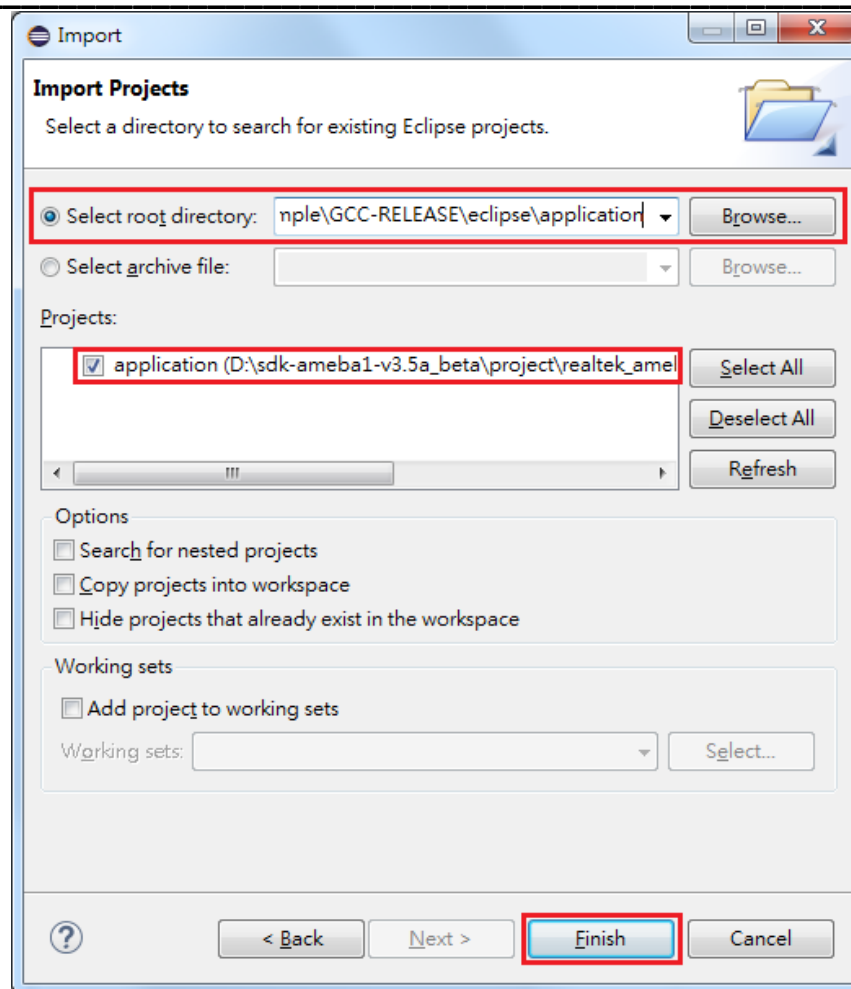 Import
Import Projects
Select a directory to search for existing Eclipse projects.
Select root directory: nple\GCC-RELEASE\eclipse\application Browse...
Select archive file: Browse...
Projects:
application (D:\sdk-ameba1-v3.5a_beta\project\realtek_amel Select All
Deselect All
Refresh
Options
Search for nested projects
Copy projects into workspace
Hide projects that already exist in the workspace
Working sets
Add project to working sets
Working sets: Select...
? < Back Next > Finish Cancel